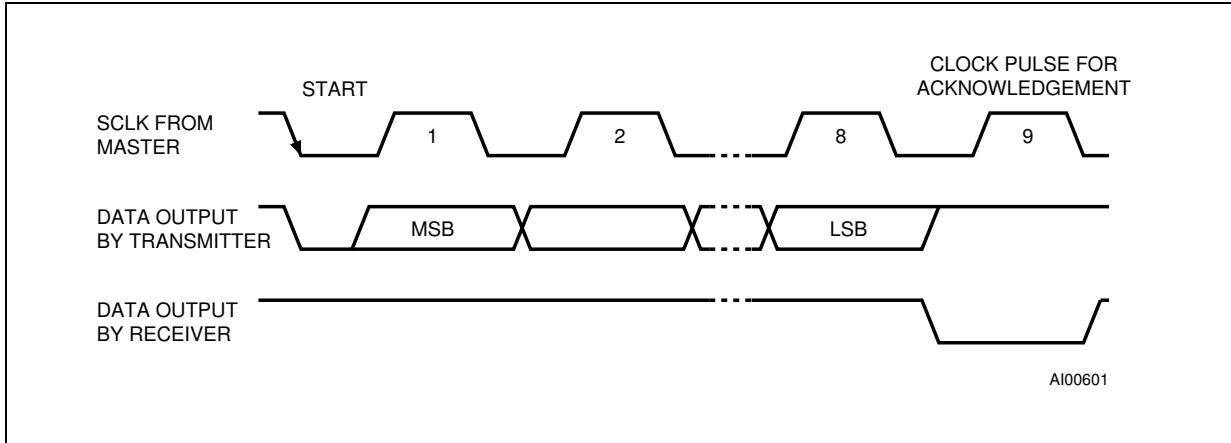 START
CLOCK PULSE FOR
ACKNOWLEDGEMENT
SCLK FROM
MASTER
1
2
8
9
DATA OUTPUT
BY TRANSMITTER
MSB
LSB
DATA OUTPUT
BY RECEIVER
AI00601